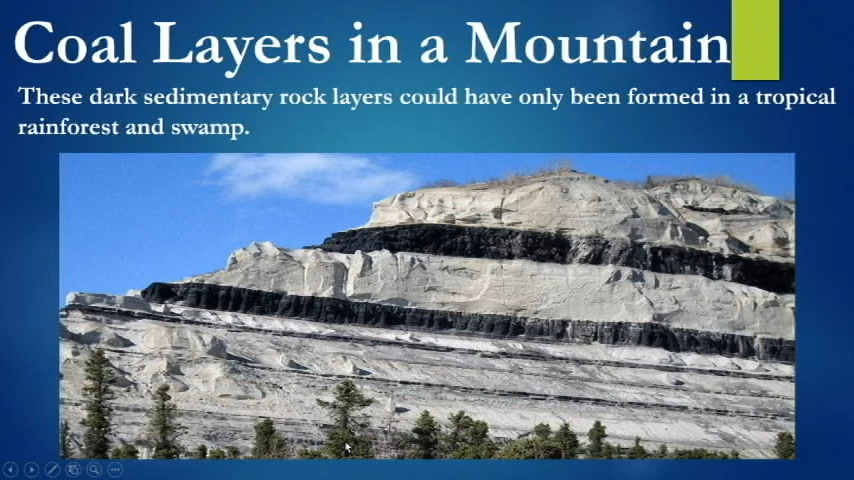 Coal Layers in a Mountain
These dark sedimentary rock layers could have only been formed in a tropical
rainforest and swamp.